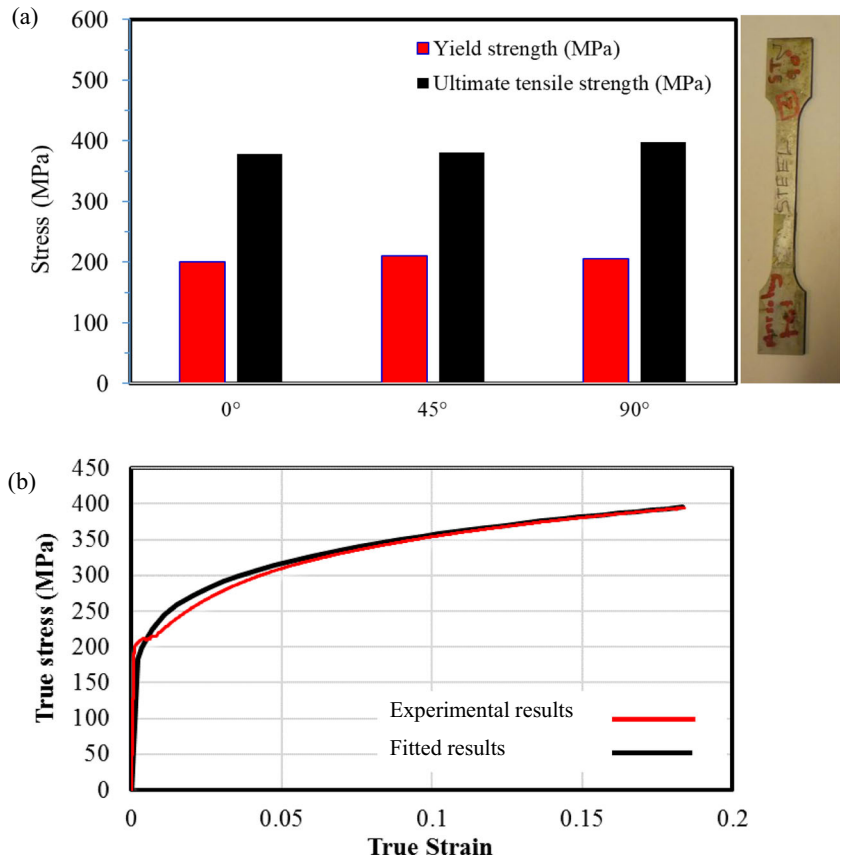 (a)
600
500
400
300
200
100
0
Stress (MPa)
Yield strength (MPa)
Ultimate tensile strength (MPa)
0°
45°
90°
STEEL
(b)
450
400
350
300
250
200
150
100
50
0
True stress (MPa)
Experimental results
Fitted results
0
0.05
0.1
0.15
0.2
True Strain